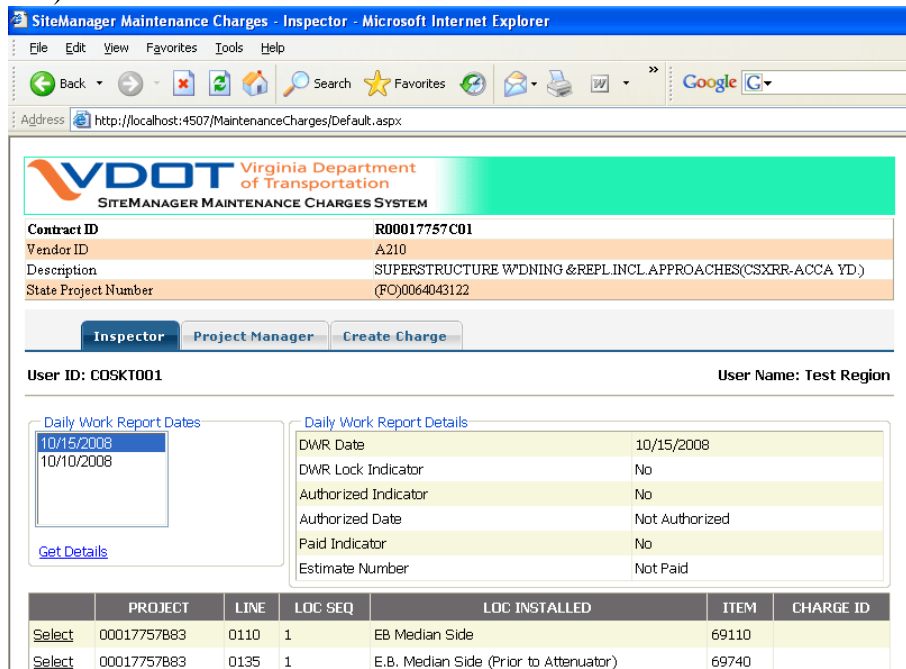 SiteManager Maintenance Charges - Inspector - Microsoft Internet Explorer
File Edit View Favorites Tools Help
Back Search Favorites W » Google G
Address http://localhost:4507/MaintenanceCharges/Default.aspx
VDOT Virginia Department
of Transportation
SITEMANAGER MAINTENANCE CHARGES SYSTEM
Contract ID R00017757C01
Vendor ID A210
Description SUPERSTRUCTURE W'DNING &REPL.INCL.APPROACHES(CSXRR-ACCA YD.)
State Project Number (FO)0064043122
Inspector Project Manager Create Charge
User ID: COSKT001 User Name: Test Region
Daily Work Report Dates Daily Work Report Details
10/15/2008 DWR Date 10/15/2008
10/10/2008 DWR Lock Indicator No
Authorized Indicator No
Authorized Date Not Authorized
Get Details Paid Indicator No
Estimate Number Not Paid
PROJECT LINE LOC SEQ LOC INSTALLED ITEM CHARGE ID
Select 00017757B83 0110 1 EB Median Side 69110
Select 00017757B83 0135 1 E.B. Median Side (Prior to Attenuator) 69740